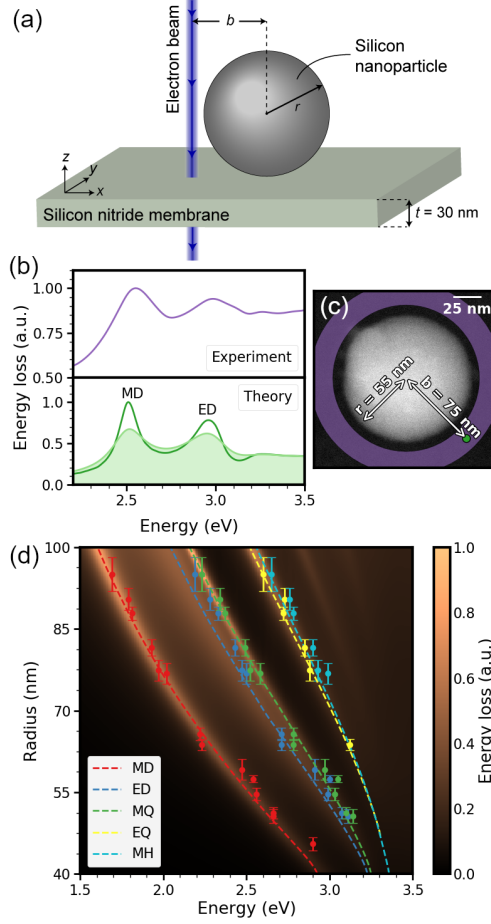 (a)
b
Electron beam
Silicon
nanoparticle
r
z
y
x
Silicon nitride membrane
t = 30 nm
(b)
1.00
0.75
0.50
Experiment
Energy loss (a.u.)
1.0
0.5
0.0
MD
ED
Theory
2.5
3.0
3.5
Energy (eV)
(c)
25 nm
r = 55 nm
b = 75 nm
(d)
100
85
70
55
40
Radius (nm)
MD
ED
MQ
EQ
MH
1.5
2.0
2.5
3.0
3.5
Energy (eV)
1.0
0.8
0.6
0.4
0.2
0.0
Energy loss (a.u.)